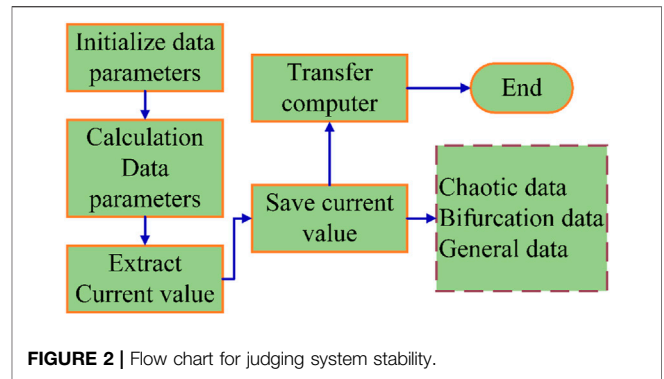 Initialize data
parameters
Calculation
Data
parameters
Extract
Current value
Save current
value
Transfer
computer
End
Chaotic data
Bifurcation data
General data
FIGURE 2 | Flow chart for judging system stability.